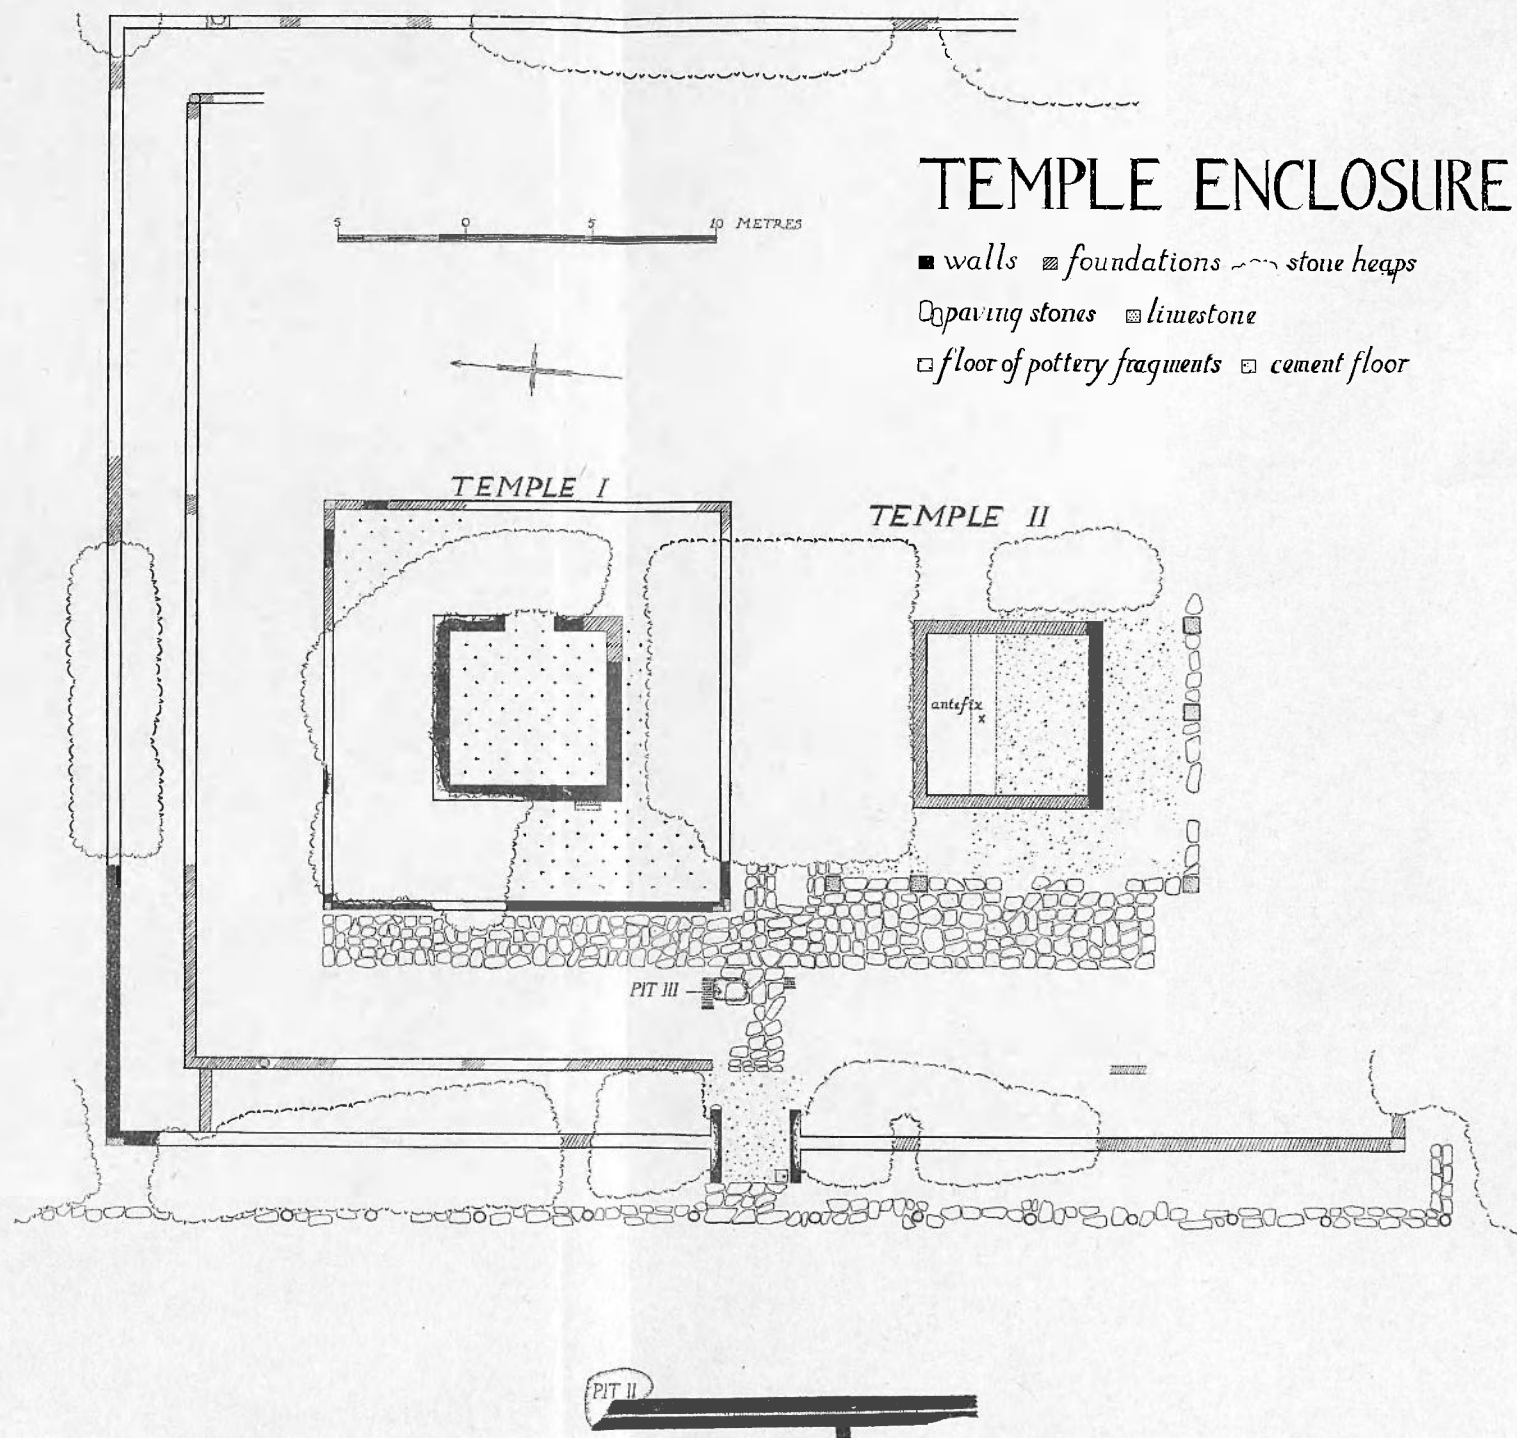 TEMPLE ENCLOSURE
walls foundations stone heaps
paving stones limestone
floor of pottery fragments cement floor
5 0 5 10 METRES
TEMPLE I
TEMPLE II
antefix
x
PIT III
PIT II